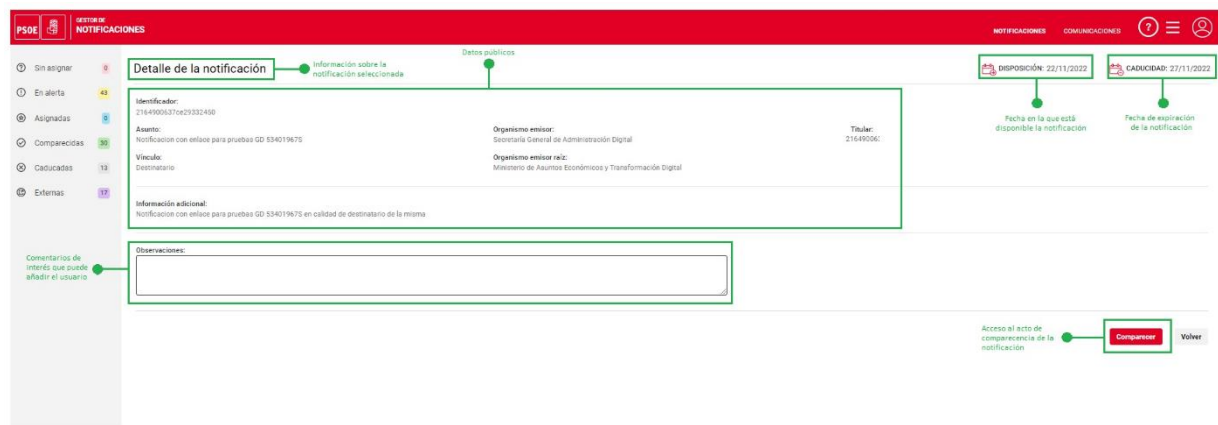 PSOE
GESTOR DE
NOTIFICACIONES
NOTIFICACIONES
COMUNICACIONES
?
Sin asignar 0
En alerta 43
Asignadas 0
Comparecidas 30
Caducadas 13
Externas 17
Detalle de la notificación
Información sobre la
notificación seleccionada
Datos públicos
DISPOSICIÓN: 22/11/2022
CADUCIDAD: 27/11/2022
Fecha en la que está
disponible la notificación
Fecha de expiración
de la notificación
Identificador:
2164900637ce29332450
Asunto:
Notificacion con enlace para pruebas GD 534019675
Organismo emisor:
Secretaría General de Administración Digital
Titular:
21649006
Vínculo:
Destinatario
Organismo emisor raíz:
Ministerio de Asuntos Económicos y Transformación Digital
Información adicional:
Notificacion con enlace para pruebas GD 534019675 en calidad de destinatario de la misma
Observaciones:
Comentarios de
interés que puede
añadir el usuario
Acceso al acto de
comparecencia de la
notificación
Comparecer
Volver